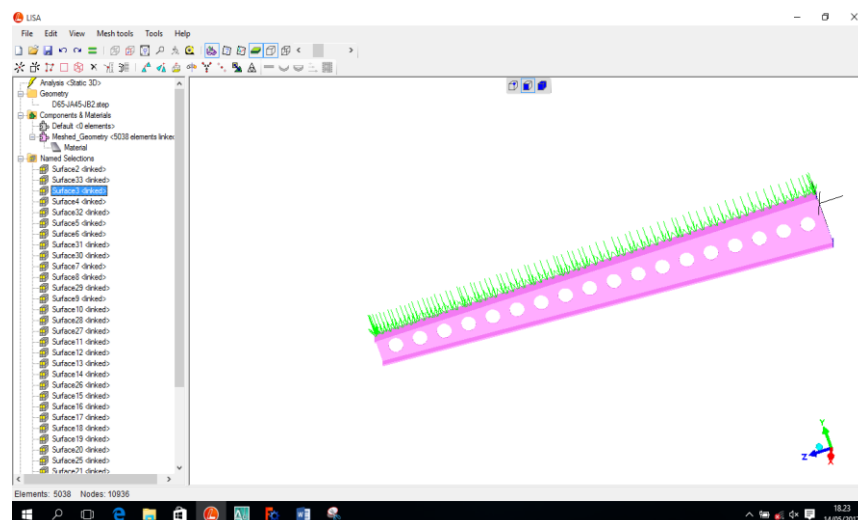 LISA
File Edit View Mesh tools Tools Help
Analysis <Static 3D>
Geometry
D65-JA45-JB2.step
Components & Materials
Default <0 elements>
Meshed_Geometry <5038 elements linked
Material
Named Selections
Surface2 <linked>
Surface33 <linked>
Surface3 <linked>
Surface4 <linked>
Surface32 <linked>
Surface5 <linked>
Surface6 <linked>
Surface31 <linked>
Surface30 <linked>
Surface7 <linked>
Surface8 <linked>
Surface29 <linked>
Surface9 <linked>
Surface10 <linked>
Surface28 <linked>
Surface27 <linked>
Surface11 <linked>
Surface12 <linked>
Surface13 <linked>
Surface14 <linked>
Surface26 <linked>
Surface15 <linked>
Surface16 <linked>
Surface17 <linked>
Surface18 <linked>
Surface19 <linked>
Surface20 <linked>
Surface25 <linked>
Surface21 <linked>
Y
Z
X
Elements: 5038 Nodes: 10936
18.23